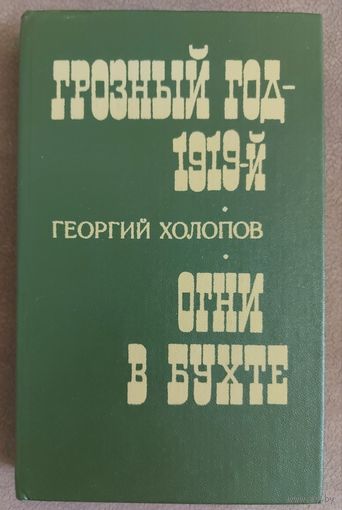 ГРОЗНЫЙ ГОД-
1919-Й
ГЕОРГИЙ ХОЛОПОВ
ОГНИ
В БУХТЕ